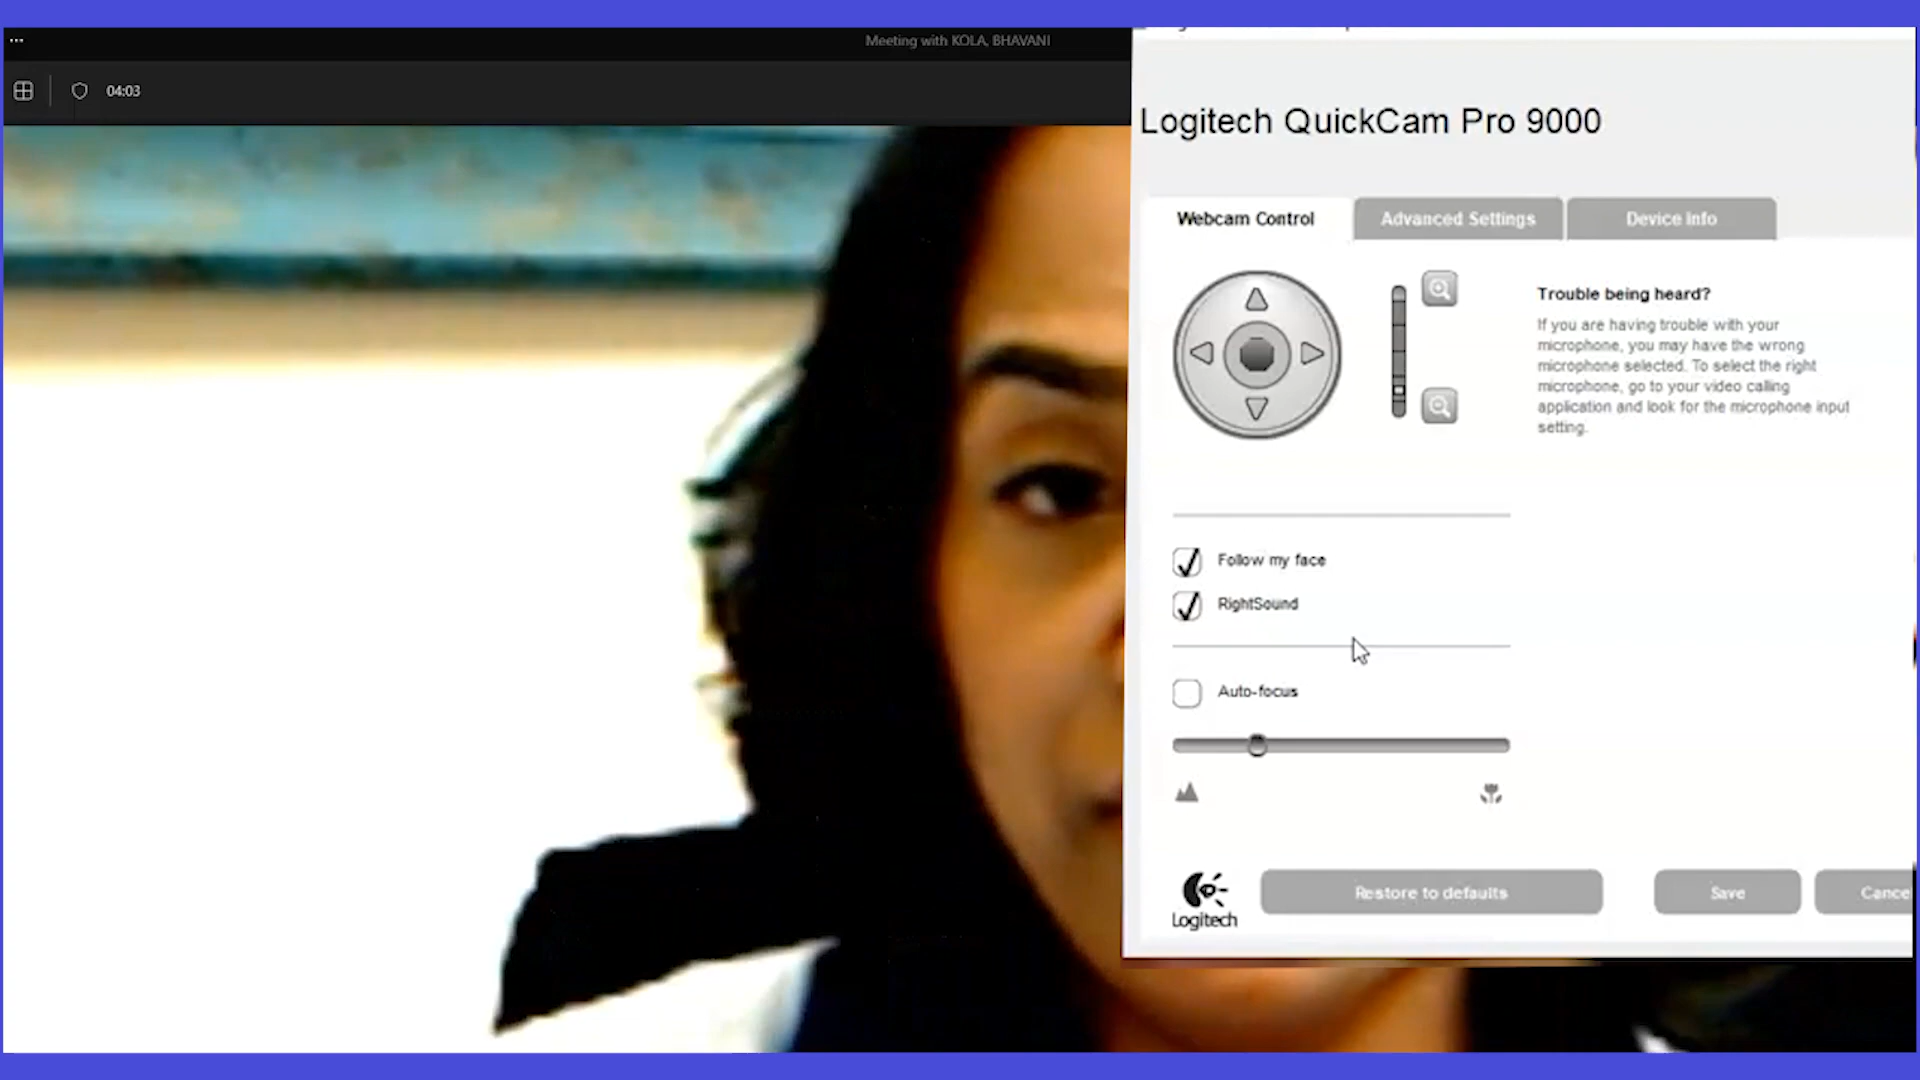 Meeting with KOLA, BHAVANI
04:03
Logitech QuickCam Pro 9000
Webcam Control
Advanced Settings
Device Info
Trouble being heard?
If you are having trouble with your
microphone, you may have the wrong
microphone selected. To select the right
microphone, go to your video calling
application and look for the microphone input
setting.
Follow my face
RightSound
Auto-focus
Logitech
Restore to defaults
Save
Cance